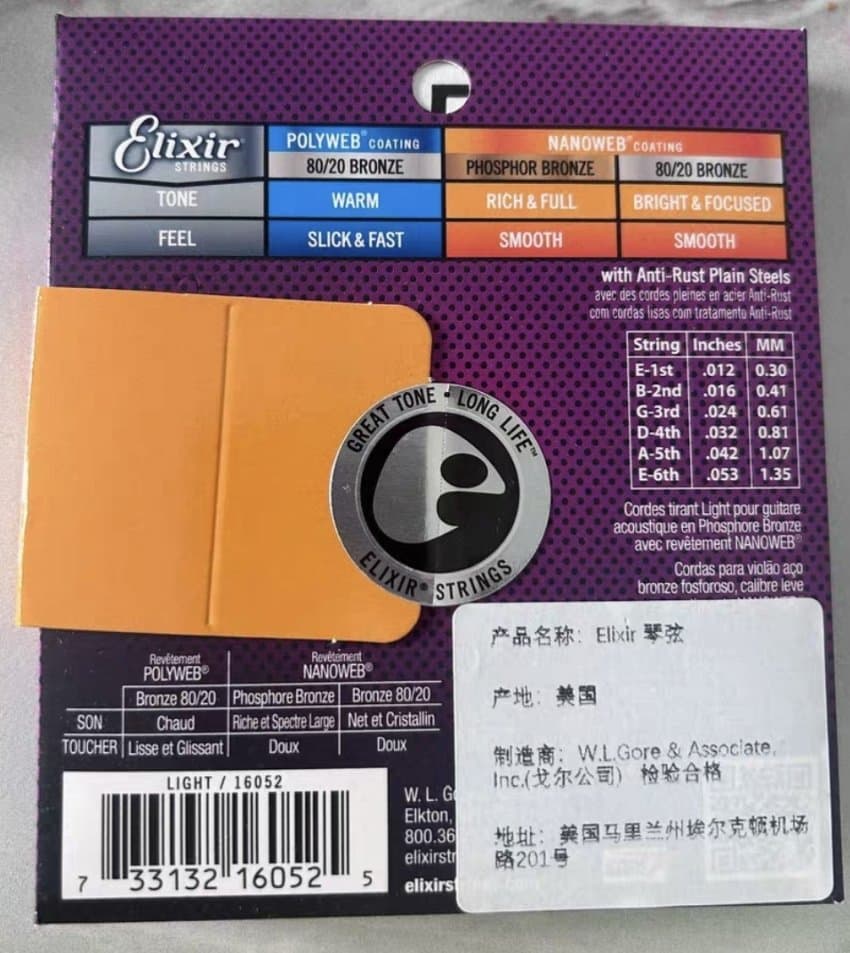 Elixir
STRINGS
POLYWEB® COATING
NANOWEB® COATING
80/20 BRONZE
PHOSPHOR BRONZE
80/20 BRONZE
TONE
WARM
RICH & FULL
BRIGHT & FOCUSED
FEEL
SLICK & FAST
SMOOTH
SMOOTH
with Anti-Rust Plain Steels
avec des cordes pleines en acier Anti-Rust
com cordas lisas com tratamento Anti-Rust
String Inches MM
E-1st .012 0.30
B-2nd .016 0.41
G-3rd .024 0.61
D-4th .032 0.81
A-5th .042 1.07
E-6th .053 1.35
GREAT TONE • LONG LIFE™
ELIXIR® STRINGS
Cordes tirant Light pour guitare
acoustique en Phosphore Bronze
avec revêtement NANOWEB®
Cordas para violão aço
bronze fosforoso, calibre leve
产品名称：Elixir 琴弦
产地：美国
制造商：W.L.Gore & Associate,
Inc.(戈尔公司) 检验合格
地址：美国马里兰州埃尔克顿机场
路201号
Revêtement
POLYWEB®
Revêtement
NANOWEB®
Bronze 80/20
Phosphore Bronze
Bronze 80/20
SON
Chaud
Riche et Spectre Large
Net et Cristallin
TOUCHER
Lisse et Glissant
Doux
Doux
LIGHT / 16052
7 33132 16052 5
W. L. G
Elkton,
800.36
elixirstr
elixirs